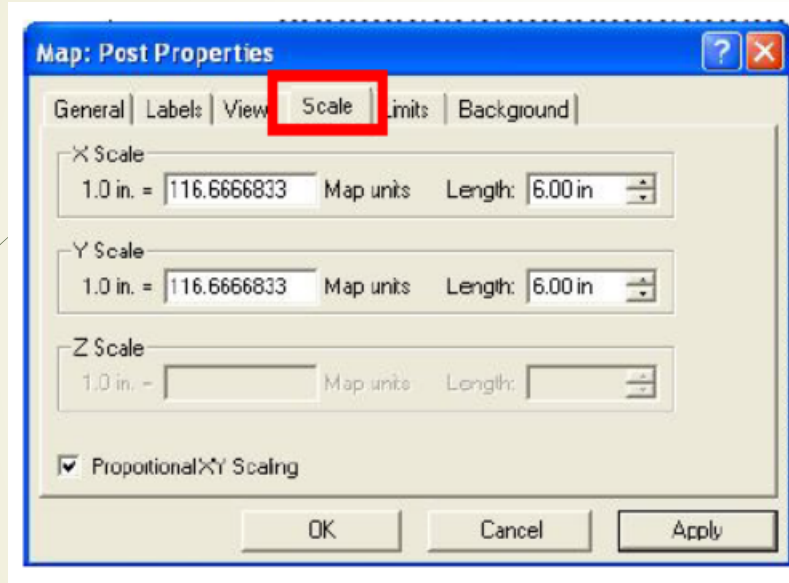 Map: Post Properties
General Labels View Scale Limits Background
X Scale
1.0 in. = 116.6666833 Map units Length: 6.00 in
Y Scale
1.0 in. = 116.6666833 Map units Length: 6.00 in
Z Scale
1.0 in. = Map units Length:
Proportional XY Scaling
OK Cancel Apply